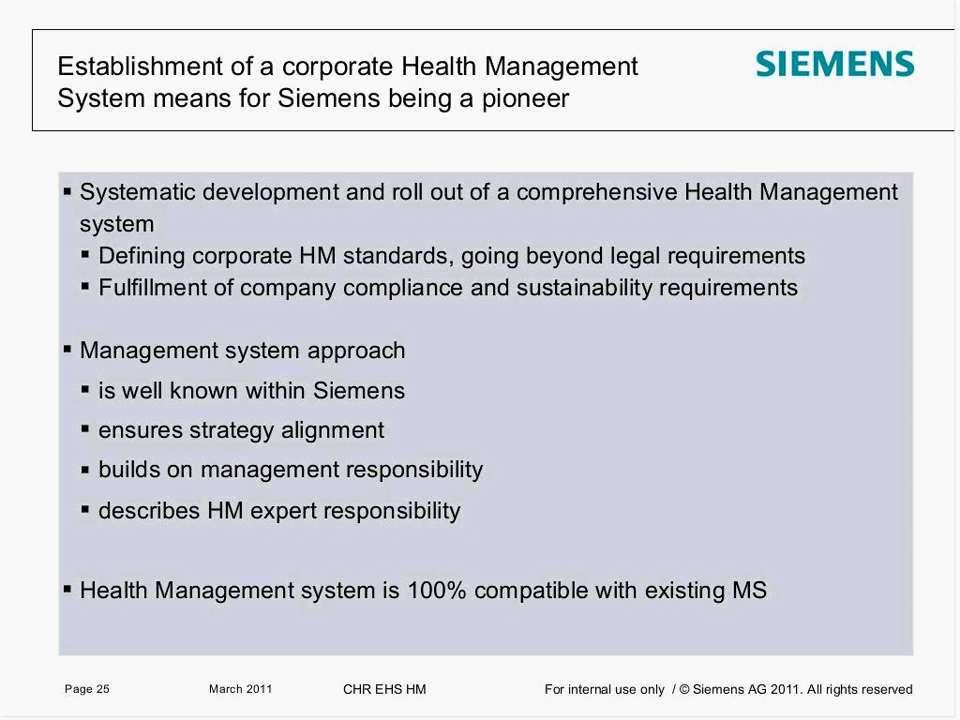 Establishment of a corporate Health Management
System means for Siemens being a pioneer
SIEMENS
▪ Systematic development and roll out of a comprehensive Health Management
system
▪ Defining corporate HM standards, going beyond legal requirements
▪ Fulfillment of company compliance and sustainability requirements
▪ Management system approach
▪ is well known within Siemens
▪ ensures strategy alignment
▪ builds on management responsibility
▪ describes HM expert responsibility
▪ Health Management system is 100% compatible with existing MS
Page 25 March 2011 CHR EHS HM For internal use only / © Siemens AG 2011. All rights reserved